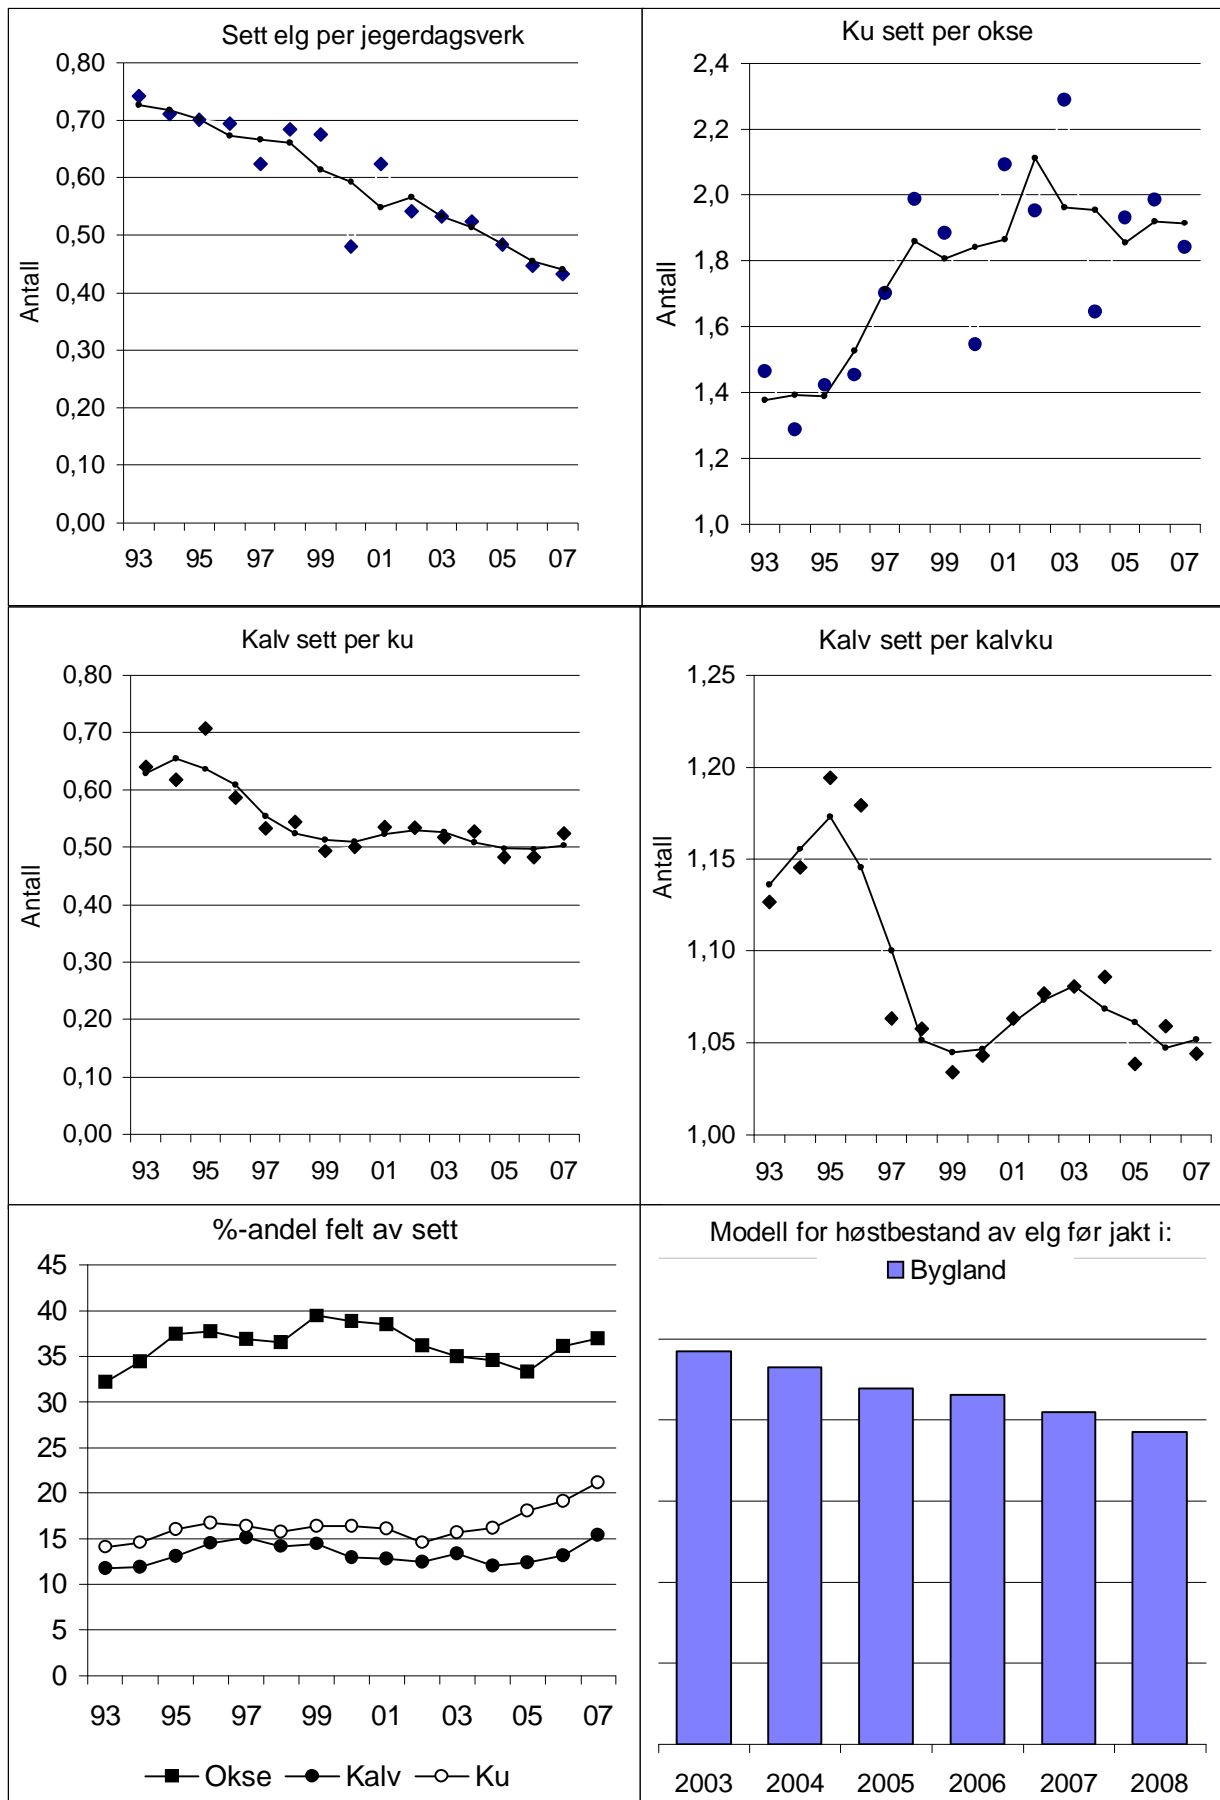 Sett elg per jegerdagsverk
0,80
0,70
0,60
0,50
0,40
0,30
0,20
0,10
0,00
Antall
93 95 97 99 01 03 05 07
Ku sett per okse
2,4
2,2
2,0
1,8
1,6
1,4
1,2
1,0
Antall
93 95 97 99 01 03 05 07
Kalv sett per ku
0,80
0,70
0,60
0,50
0,40
0,30
0,20
0,10
0,00
Antall
93 95 97 99 01 03 05 07
Kalv sett per kalvku
1,25
1,20
1,15
1,10
1,05
1,00
Antall
93 95 97 99 01 03 05 07
%-andel felt av sett
45
40
35
30
25
20
15
10
5
0
93 95 97 99 01 03 05 07
Okse Kalv Ku
Modell for høstbestand av elg før jakt i:
Bygland
2003 2004 2005 2006 2007 2008